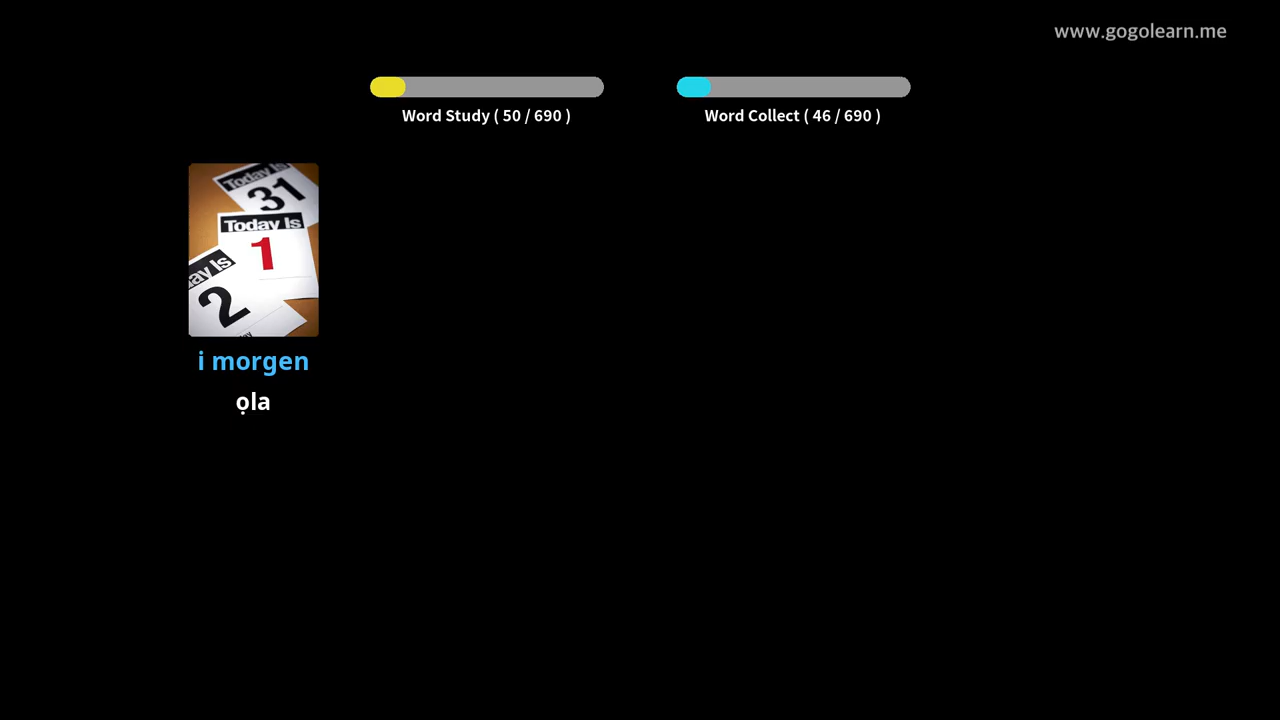 www.gogolearn.me
Word Study ( 50 / 690 )
Word Collect ( 46 / 690 )
Today Is
31
Today Is
1
ay Is
2
i morgen
ọla